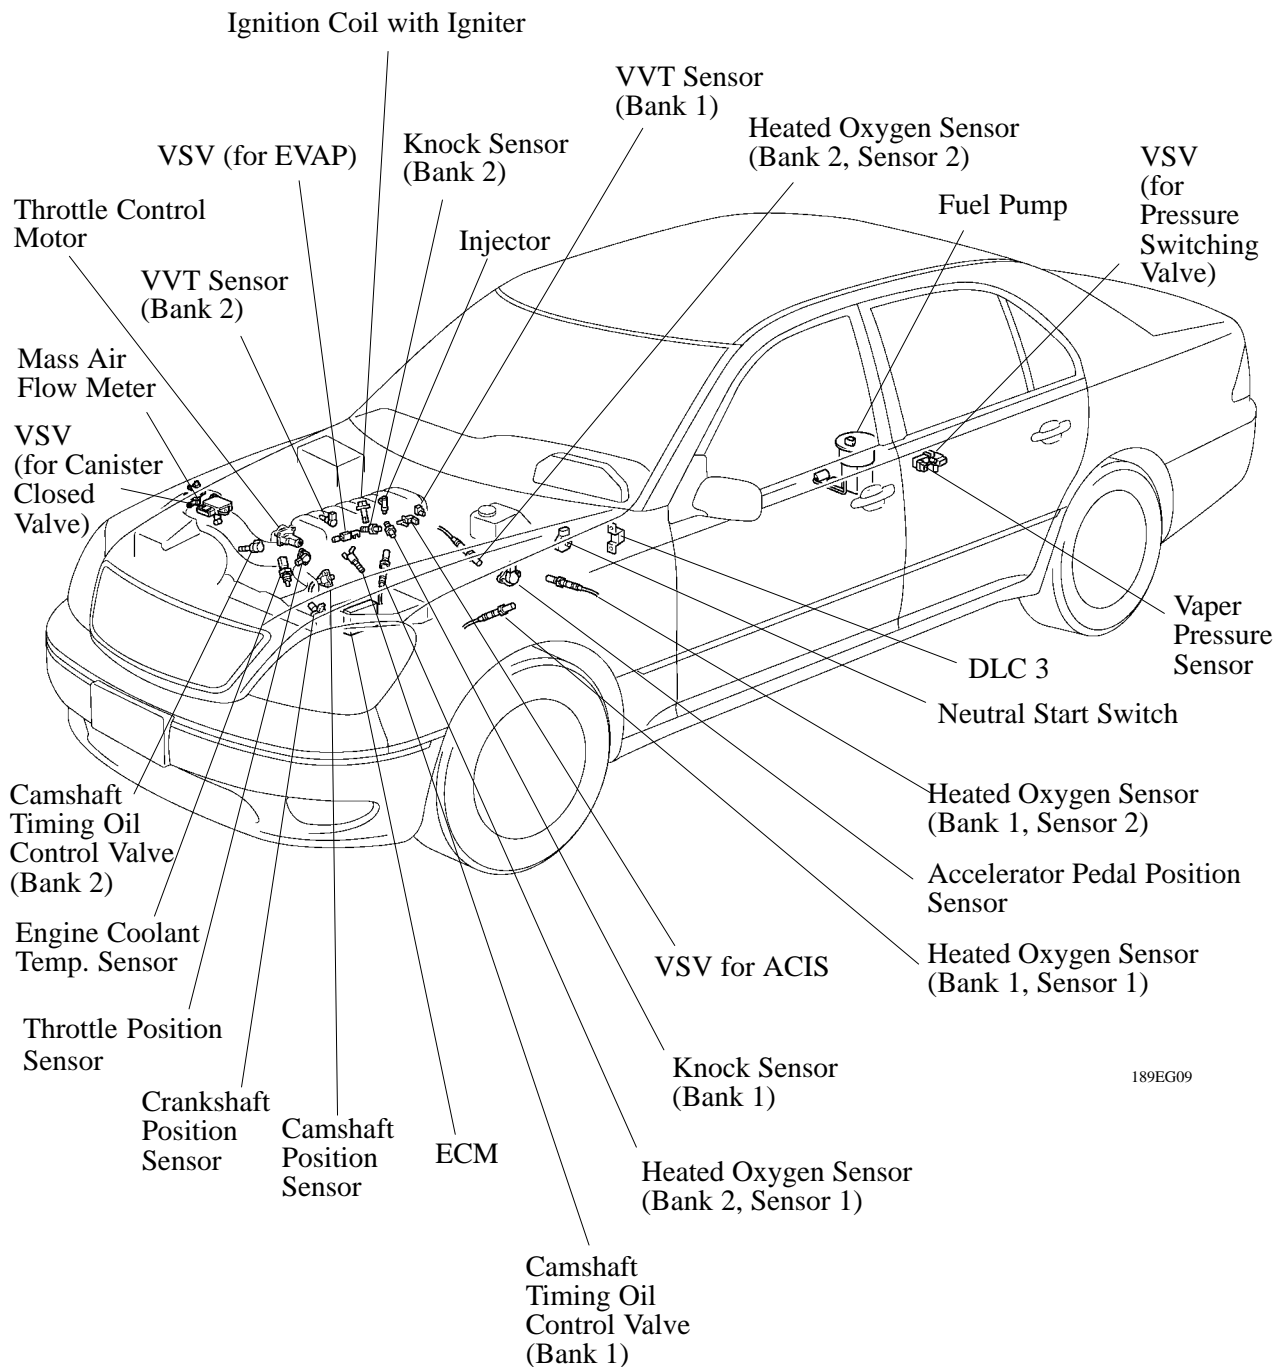 Ignition Coil with Igniter
VVT Sensor
(Bank 1)
Heated Oxygen Sensor
(Bank 2, Sensor 2)
VSV
(for
Pressure
Switching
Valve)
Knock Sensor
(Bank 2)
VSV (for EVAP)
Fuel Pump
Throttle Control
Motor
Injector
VVT Sensor
(Bank 2)
Mass Air
Flow Meter
VSV
(for Canister
Closed
Valve)
Vaper
Pressure
Sensor
DLC 3
Neutral Start Switch
Camshaft
Timing Oil
Control Valve
(Bank 2)
Heated Oxygen Sensor
(Bank 1, Sensor 2)
Accelerator Pedal Position
Sensor
Engine Coolant
Temp. Sensor
VSV for ACIS
Heated Oxygen Sensor
(Bank 1, Sensor 1)
Throttle Position
Sensor
Knock Sensor
(Bank 1)
189EG09
Crankshaft
Position
Sensor
Camshaft
Position
Sensor
ECM
Heated Oxygen Sensor
(Bank 2, Sensor 1)
Camshaft
Timing Oil
Control Valve
(Bank 1)